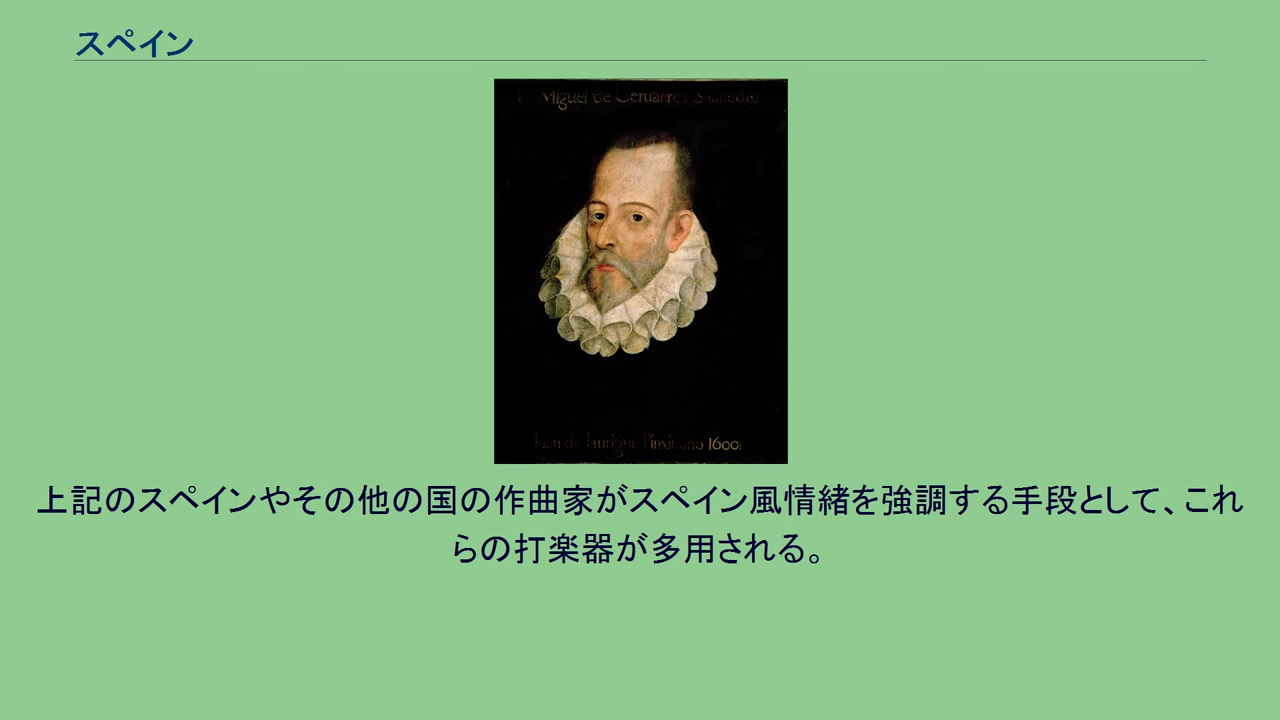 スペイン
Miguel de Cervantes Saavedra
Juan de Jaurigui Pinxit año 1600
上記のスペインやその他の国の作曲家がスペイン風情緒を強調する手段として、これ
らの打楽器が多用される。